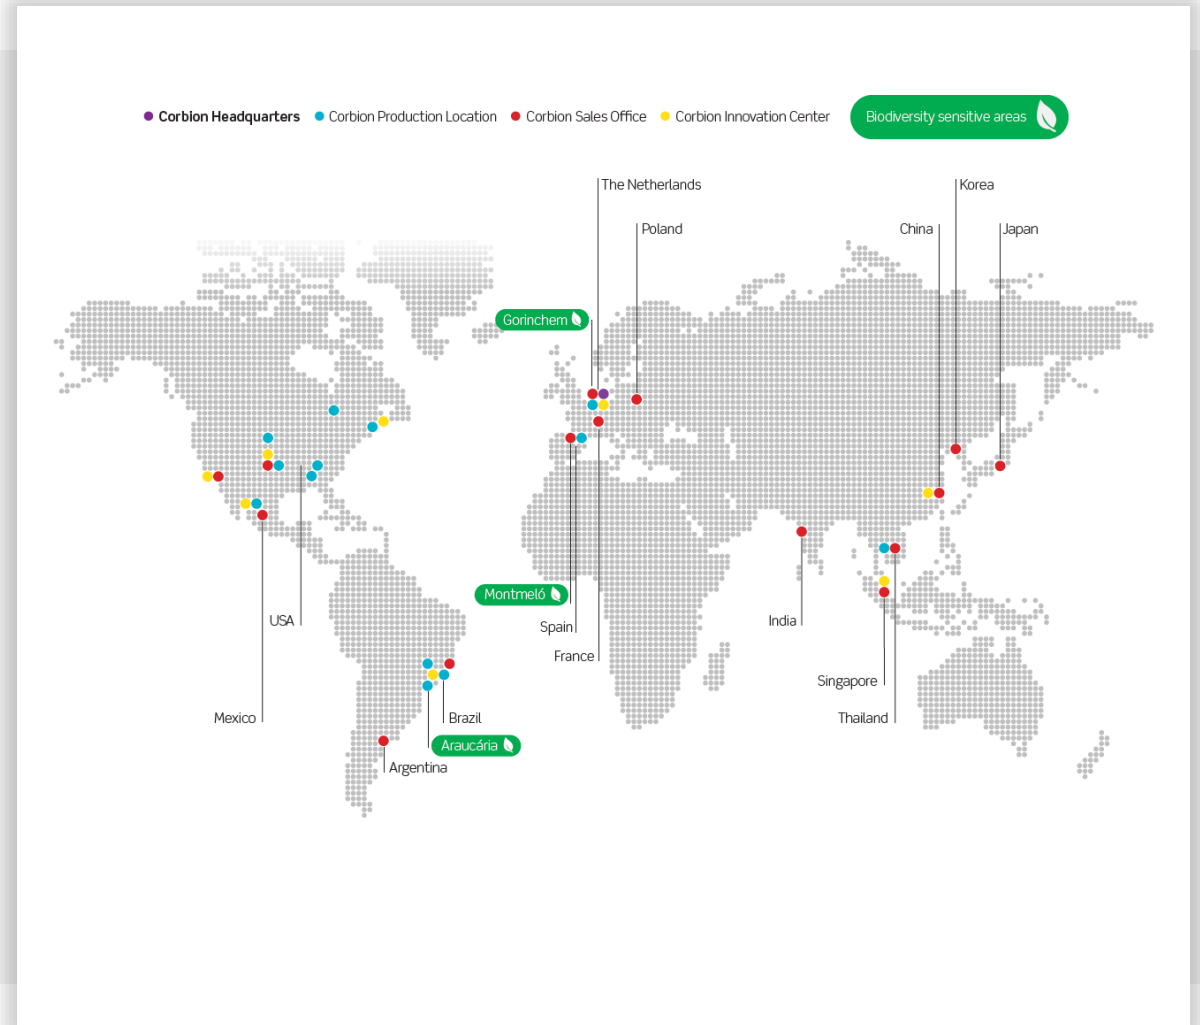 Corbion Headquarters
Corbion Production Location
Corbion Sales Office
Corbion Innovation Center
Biodiversity sensitive areas
The Netherlands
Korea
Poland
China
Japan
Gorinchem
Montmeló
USA
Spain
India
France
Singapore
Mexico
Brazil
Thailand
Araucária
Argentina